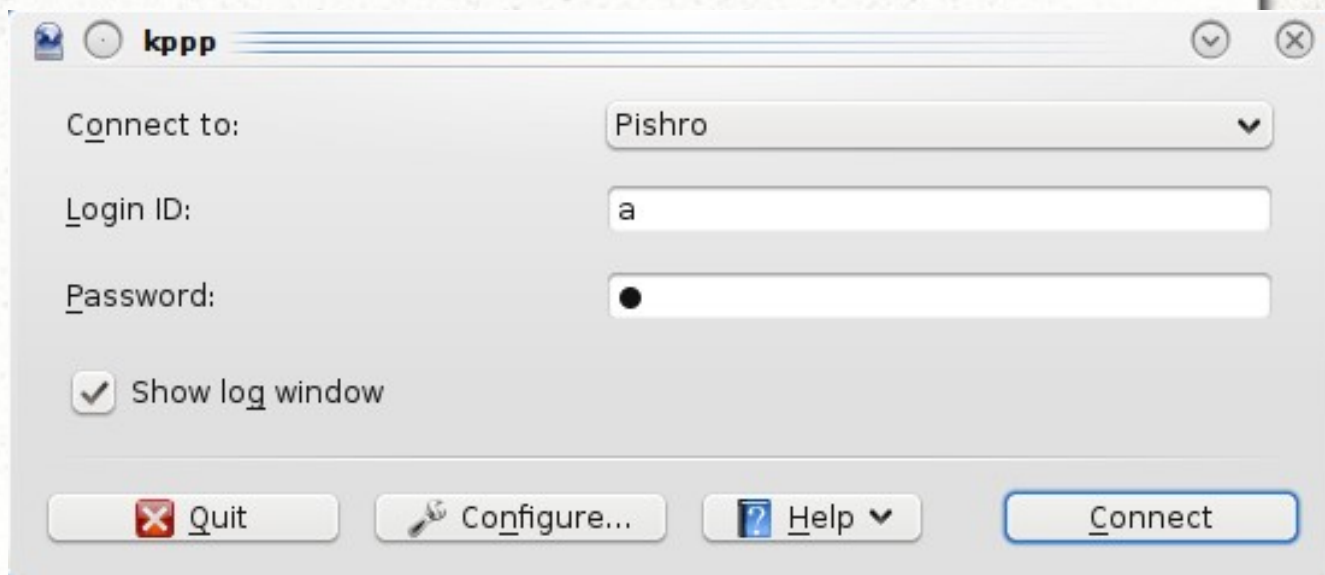 kppp
Connect to: Pishro
Login ID: a
Password: ●
Show log window
Quit Configure... Help Connect